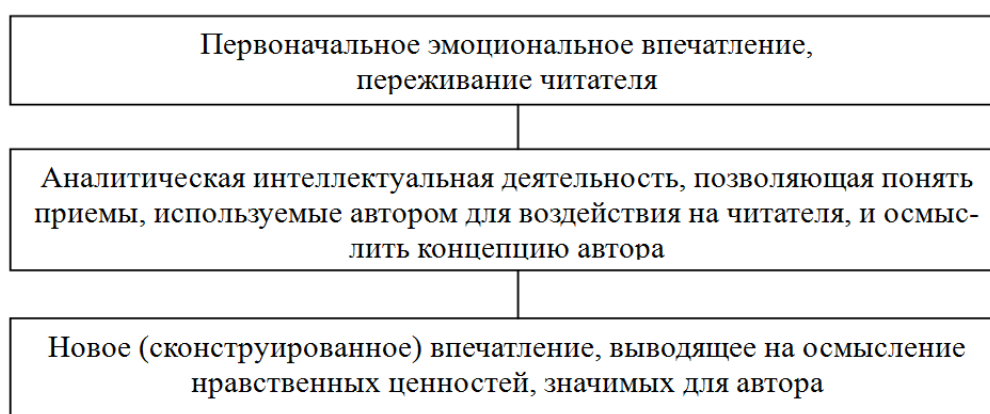 Первоначальное эмоциональное впечатление,
переживание читателя
Аналитическая интеллектуальная деятельность, позволяющая понять
приемы, используемые автором для воздействия на читателя, и осмыс-
лить концепцию автора
Новое (сконструированное) впечатление, выводящее на осмысление
нравственных ценностей, значимых для автора